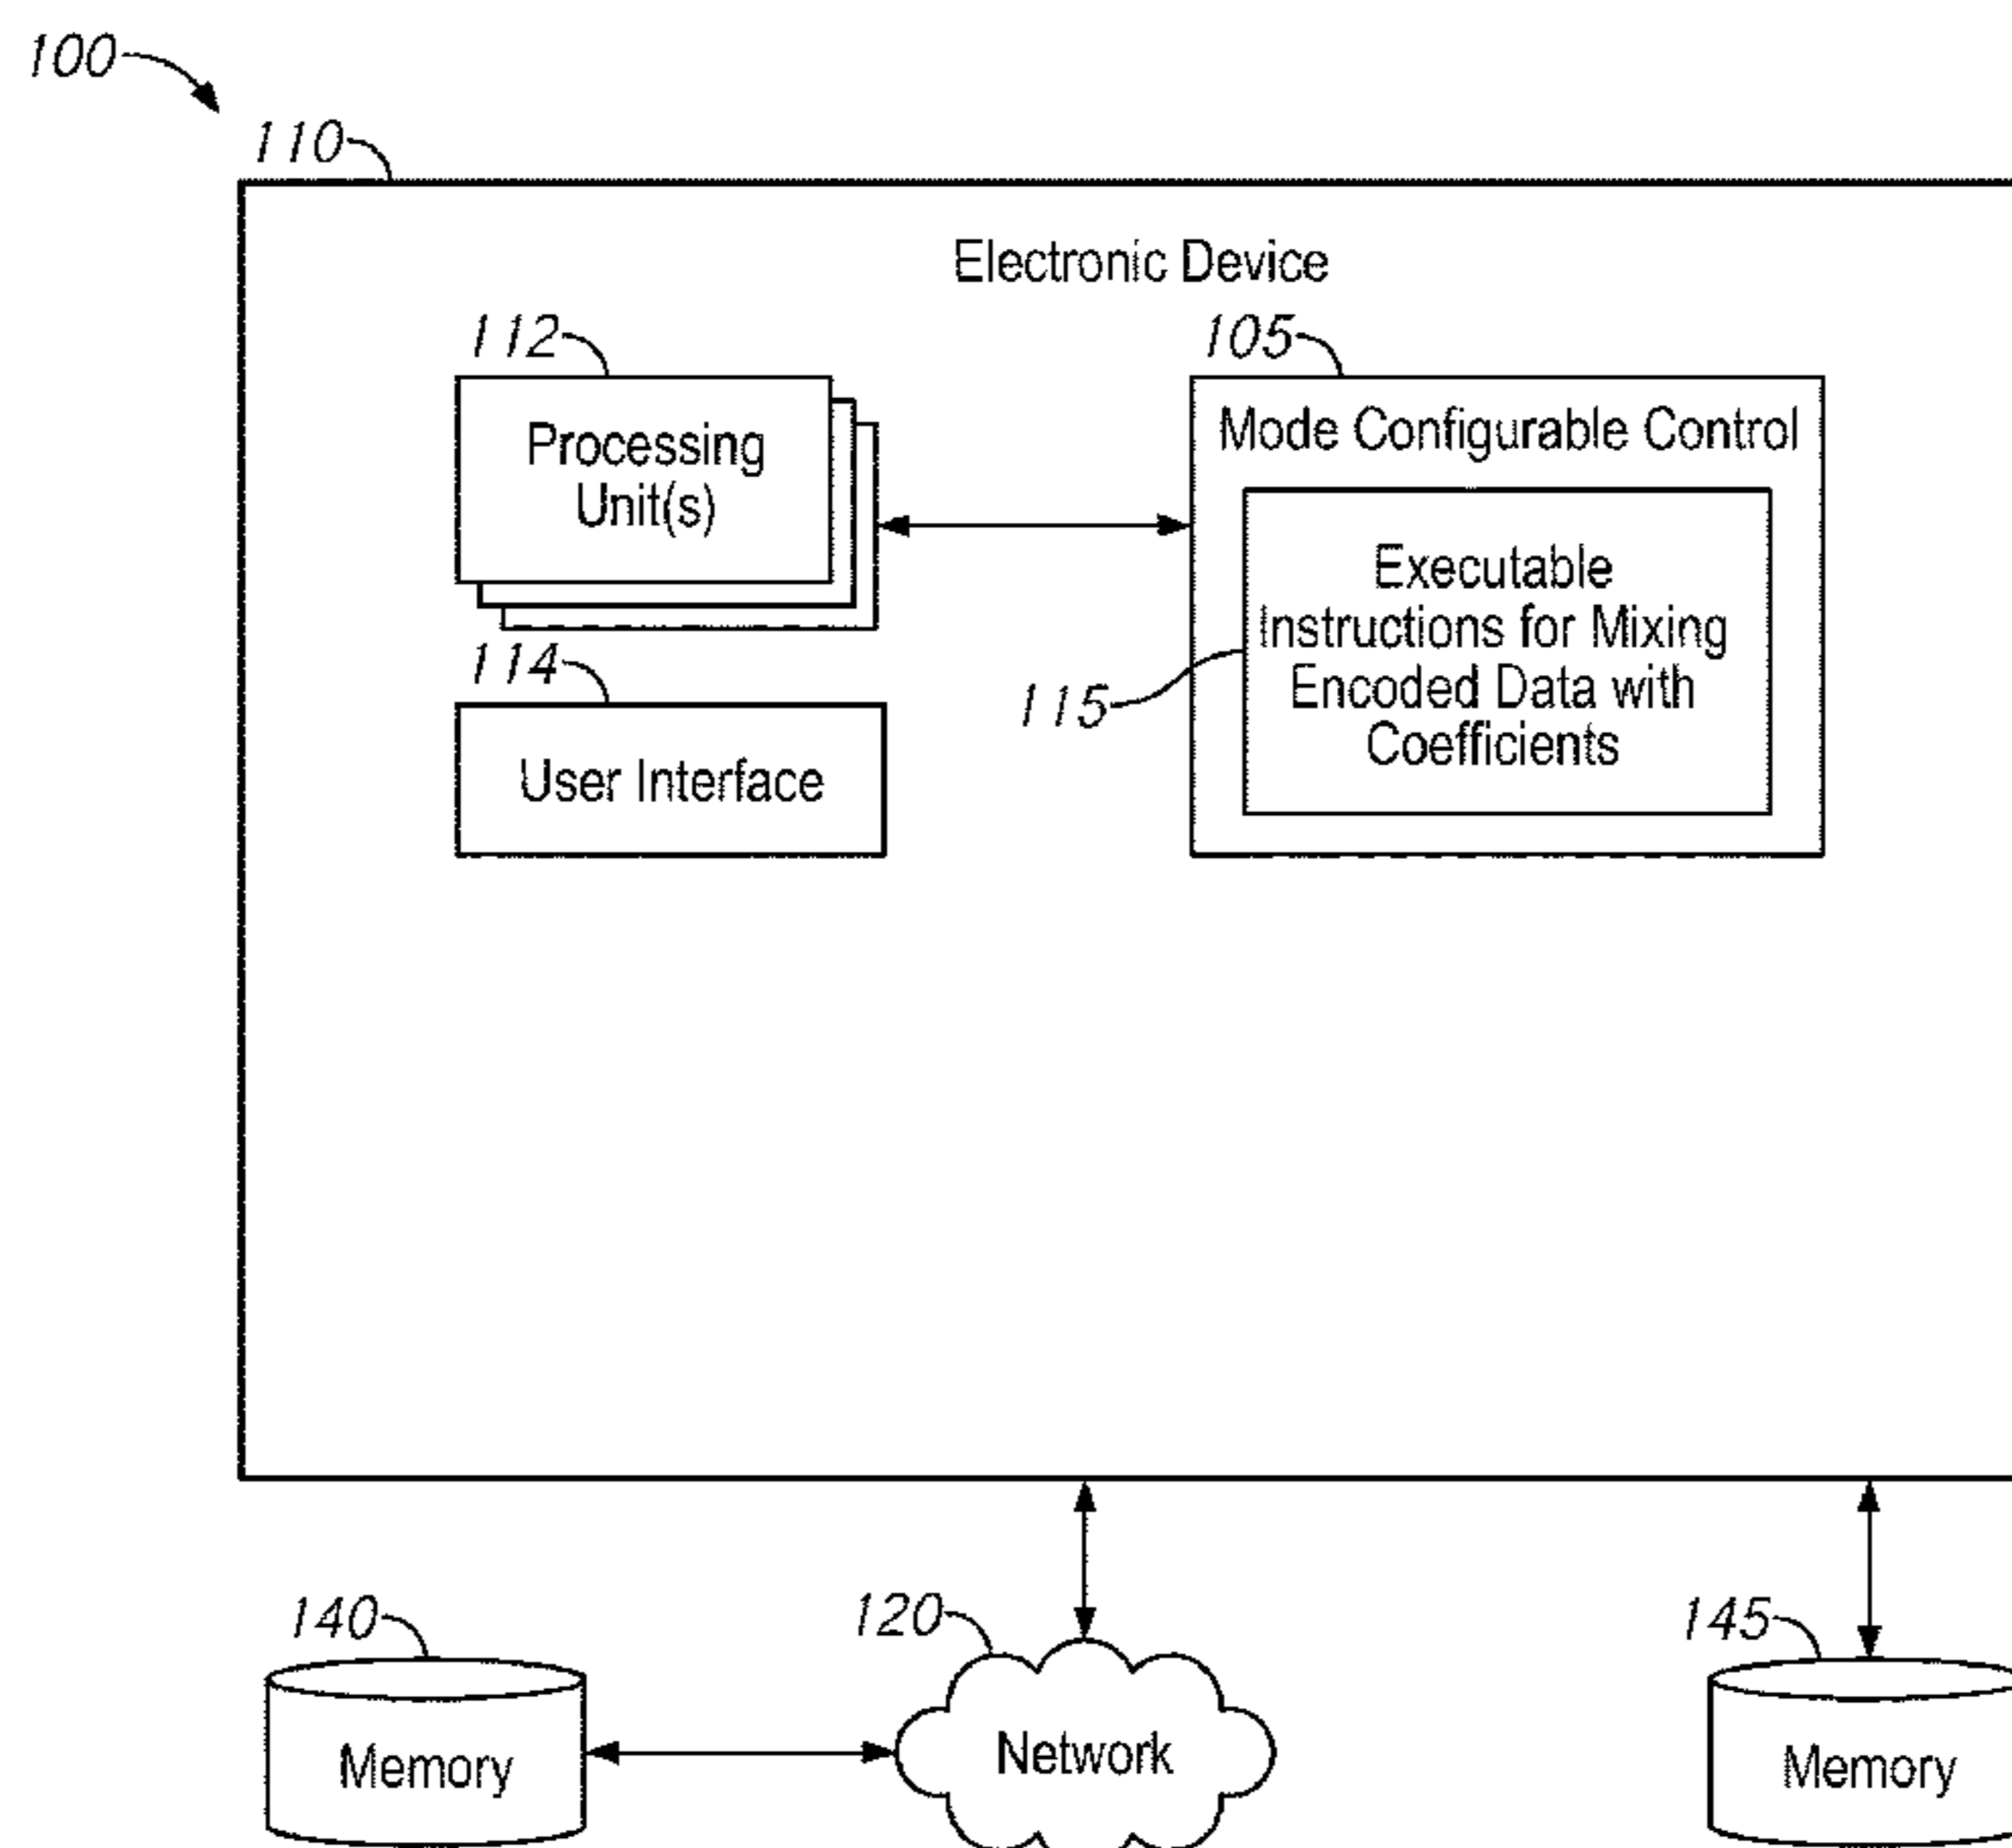 100
110
Electronic Device
112
105
Processing
Unit(s)
Mode Configurable Control
Executable
Instructions for Mixing
Encoded Data with
Coefficients
114
115
User Interface
140
120
145
Memory
Network
Memory